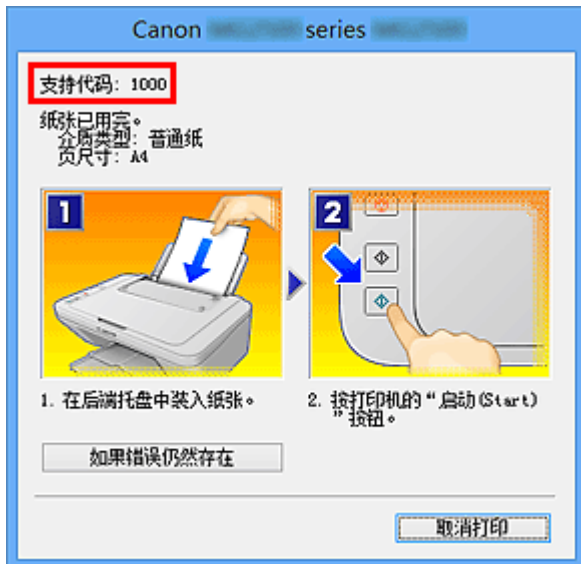 Canon series
支持代码: 1000
纸张已用完。
介质类型: 普通纸
页尺寸: A4
1
2
1. 在后端托盘中装入纸张。
2. 按打印机的“启动(Start)
”按钮。
如果错误仍然存在
取消打印